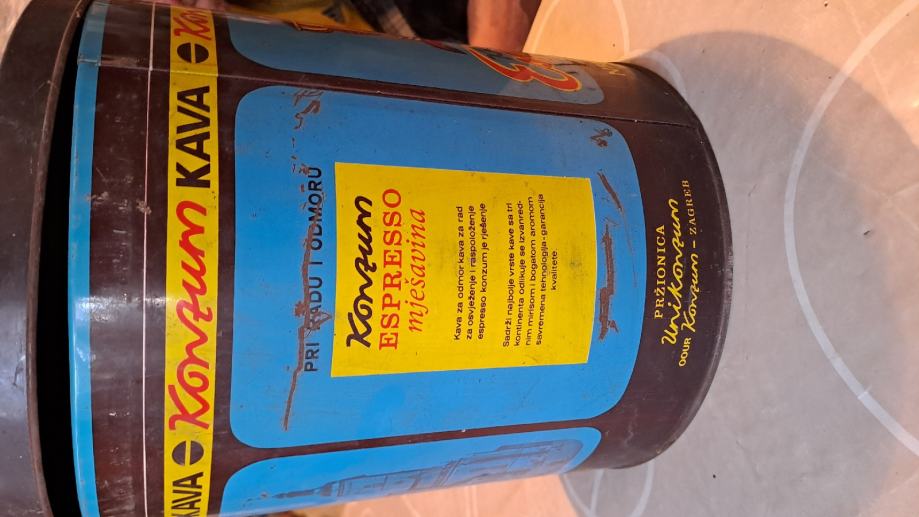 KAVA Konzum KAVA Konzum
PRI RADU I ODMORU
Konzum
ESPRESSO
mješavina
Kava za odmor kava za rad
za osvježenje i raspoloženje
espresso konzum je rješenje
Sadrži najbolje vrste kave sa tri
kontinenta odlikuje se izvanred-
nim mirisom i bogatom aromom
savremena tehnologija-garancija
kvalitete
PRŽIONICA
Unikonzum
OOUR Konzum - ZAGREB